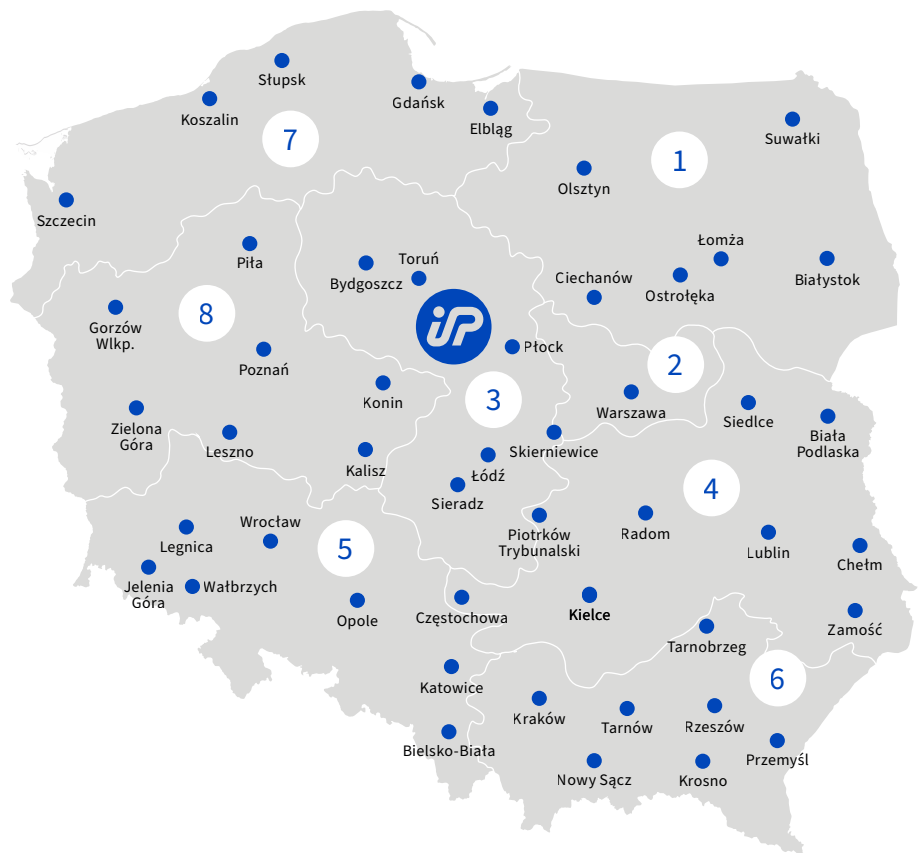 Słupsk
Gdańsk
Koszalin
Elbląg
7
Suwałki
1
Olsztyn
Szczecin
Łomża
Piła
Toruń
Bydgoszcz
Ciechanów
Ostrołęka
Białystok
8
Gorzów
Wlkp.
iSP
Płock
Poznań
2
Konin
3
Warszawa
Siedlce
Zielona
Góra
Leszno
Biała
Podlaska
Skierniewice
Kalisz
Łódź
Sieradz
4
Wrocław
Legnica
5
Piotrków
Trybunalski
Radom
Lublin
Chełm
Jelenia
Góra
Wałbrzych
Opole
Częstochowa
Kielce
Zamość
Tarnobrzeg
6
Katowice
Kraków
Tarnów
Rzeszów
Bielsko-Biała
Przemyśl
Nowy Sącz
Krosno